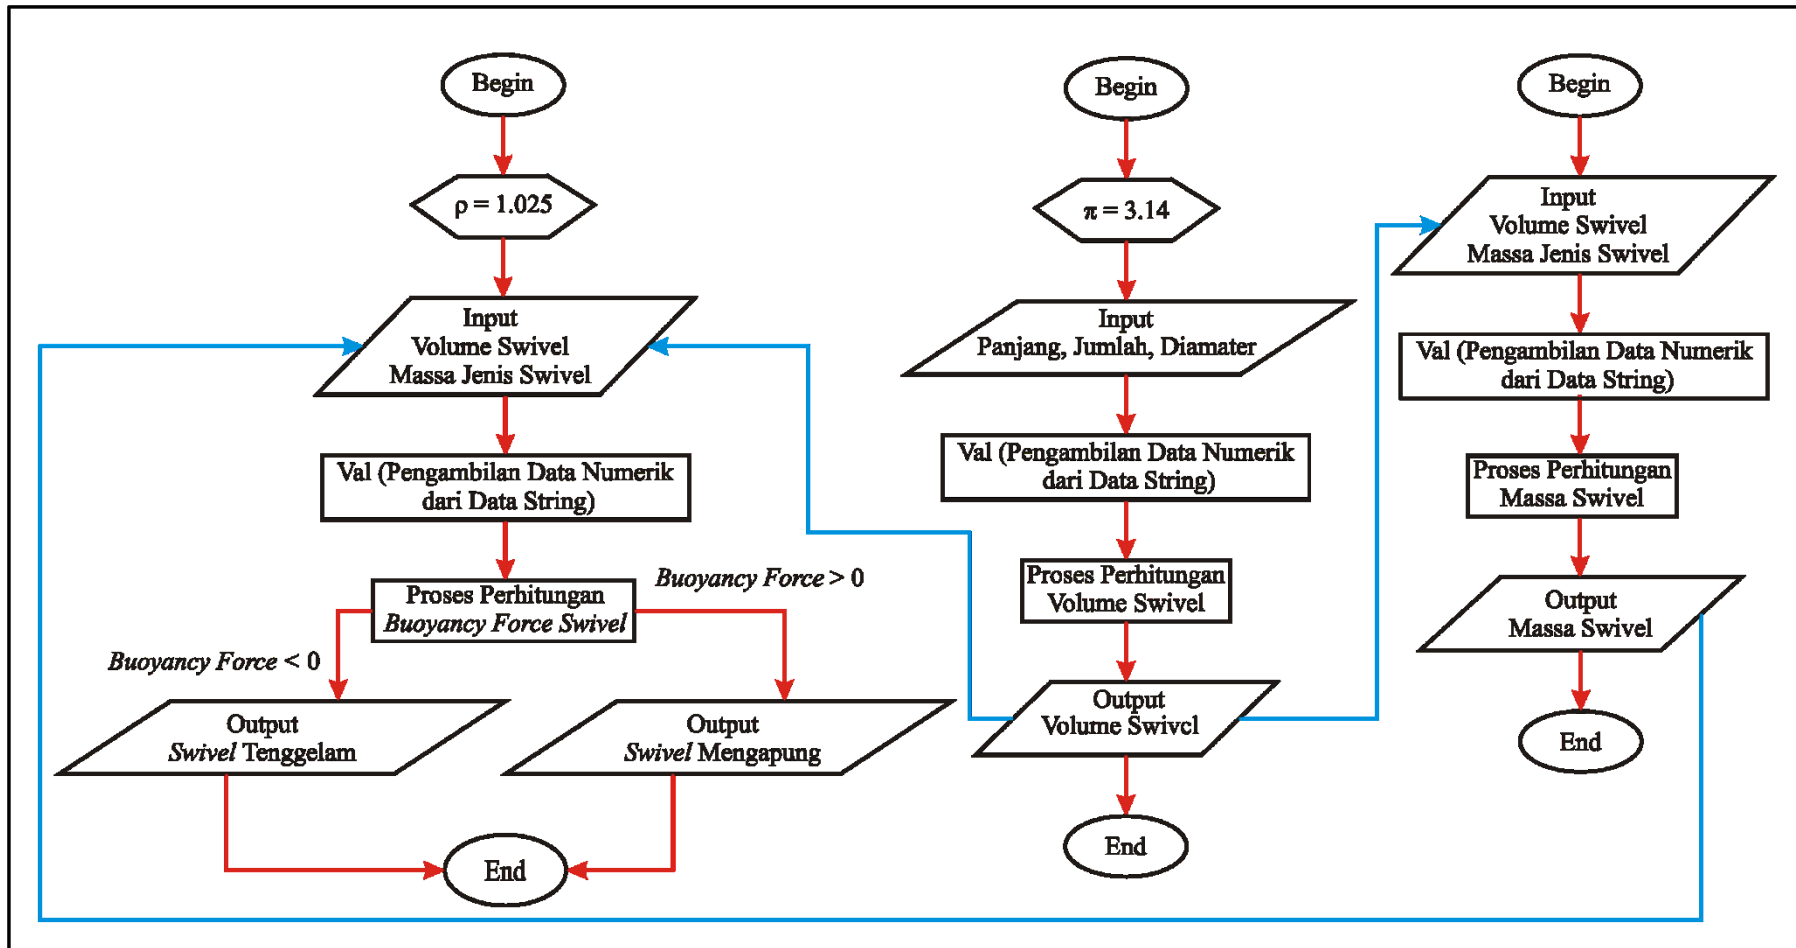 Begin
ρ = 1.025
Input
Volume Swivel
Massa Jenis Swivel
Val (Pengambilan Data Numerik
dari Data String)
Proses Perhitungan
Buoyancy Force Swivel
Buoyancy Force > 0
Buoyancy Force < 0
Output
Swivel Tenggelam
Output
Swivel Mengapung
End
Begin
π = 3.14
Input
Panjang, Jumlah, Diamater
Val (Pengambilan Data Numerik
dari Data String)
Proses Perhitungan
Volume Swivel
Output
Volume Swivcl
End
Begin
Input
Volume Swivel
Massa Jenis Swivel
Val (Pengambilan Data Numerik
dari Data String)
Proses Perhitungan
Massa Swivel
Output
Massa Swivel
End